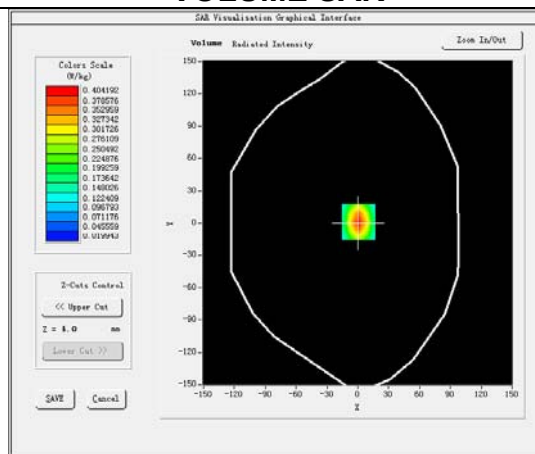 SAR Visualisation Graphical Interface
Volume Radiated Intensity
Zoom In/Out
Colors Scale
(W/kg)
0.404192
0.378576
0.352959
0.327342
0.301726
0.276109
0.250492
0.224876
0.199259
0.173642
0.148026
0.122409
0.096793
0.071176
0.045559
0.019943
Z-Cuts Control
<< Upper Cut
Z = 4.0 mm
Lower Cut >>
SAVE
Cancel
150
120
90
60
30
0
-30
-60
-90
-120
-150
Y
-150 -120 -90 -60 -30 0 30 60 90 120 150
X